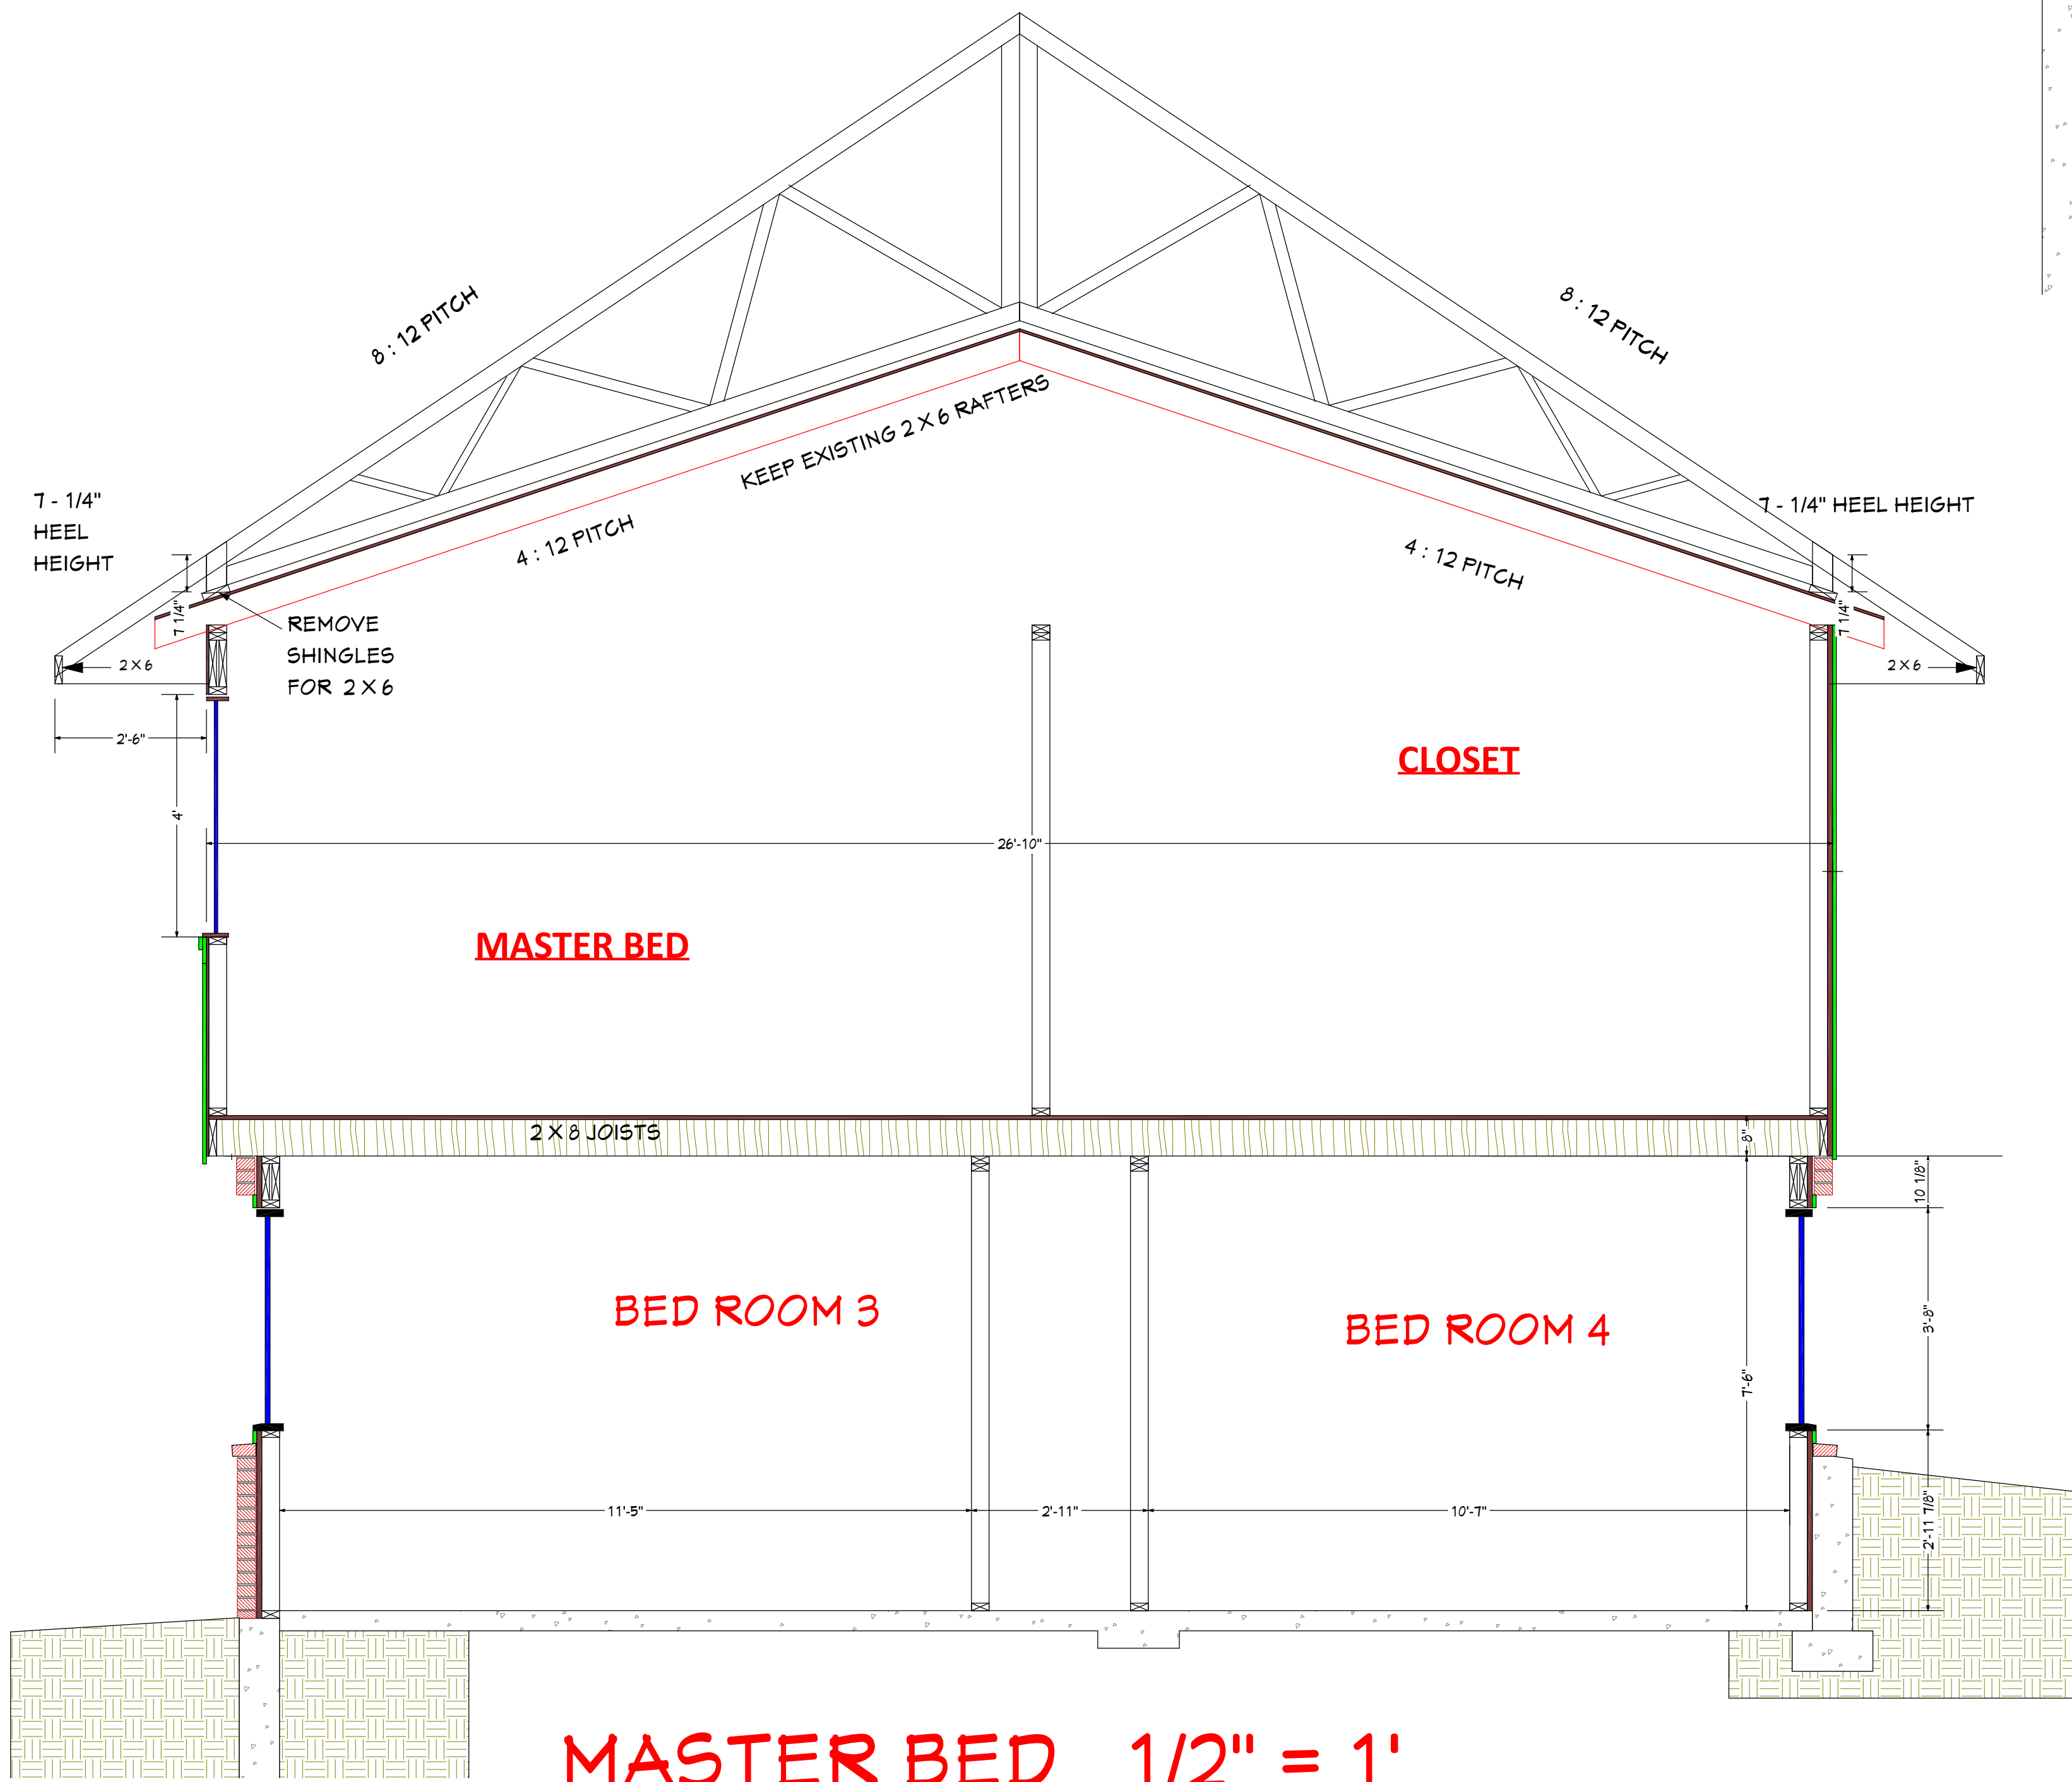 8 : 12 PITCH
8 : 12 PITCH
KEEP EXISTING 2 X 6 RAFTERS
7 - 1/4"
HEEL
HEIGHT
7 - 1/4" HEEL HEIGHT
4 : 12 PITCH
4 : 12 PITCH
7 1/4"
7 1/4"
REMOVE
SHINGLES
FOR 2 X 6
2 X 6
2 X 6
2'-6"
CLOSET
4'
26'-10"
MASTER BED
2 X 8 JOISTS
8"
10 1/8"
BED ROOM 3
BED ROOM 4
3'-8"
7'-6"
11'-5"
2'-11"
10'-7"
2'-11 7/8"
MASTER BED 1/2" = 1'